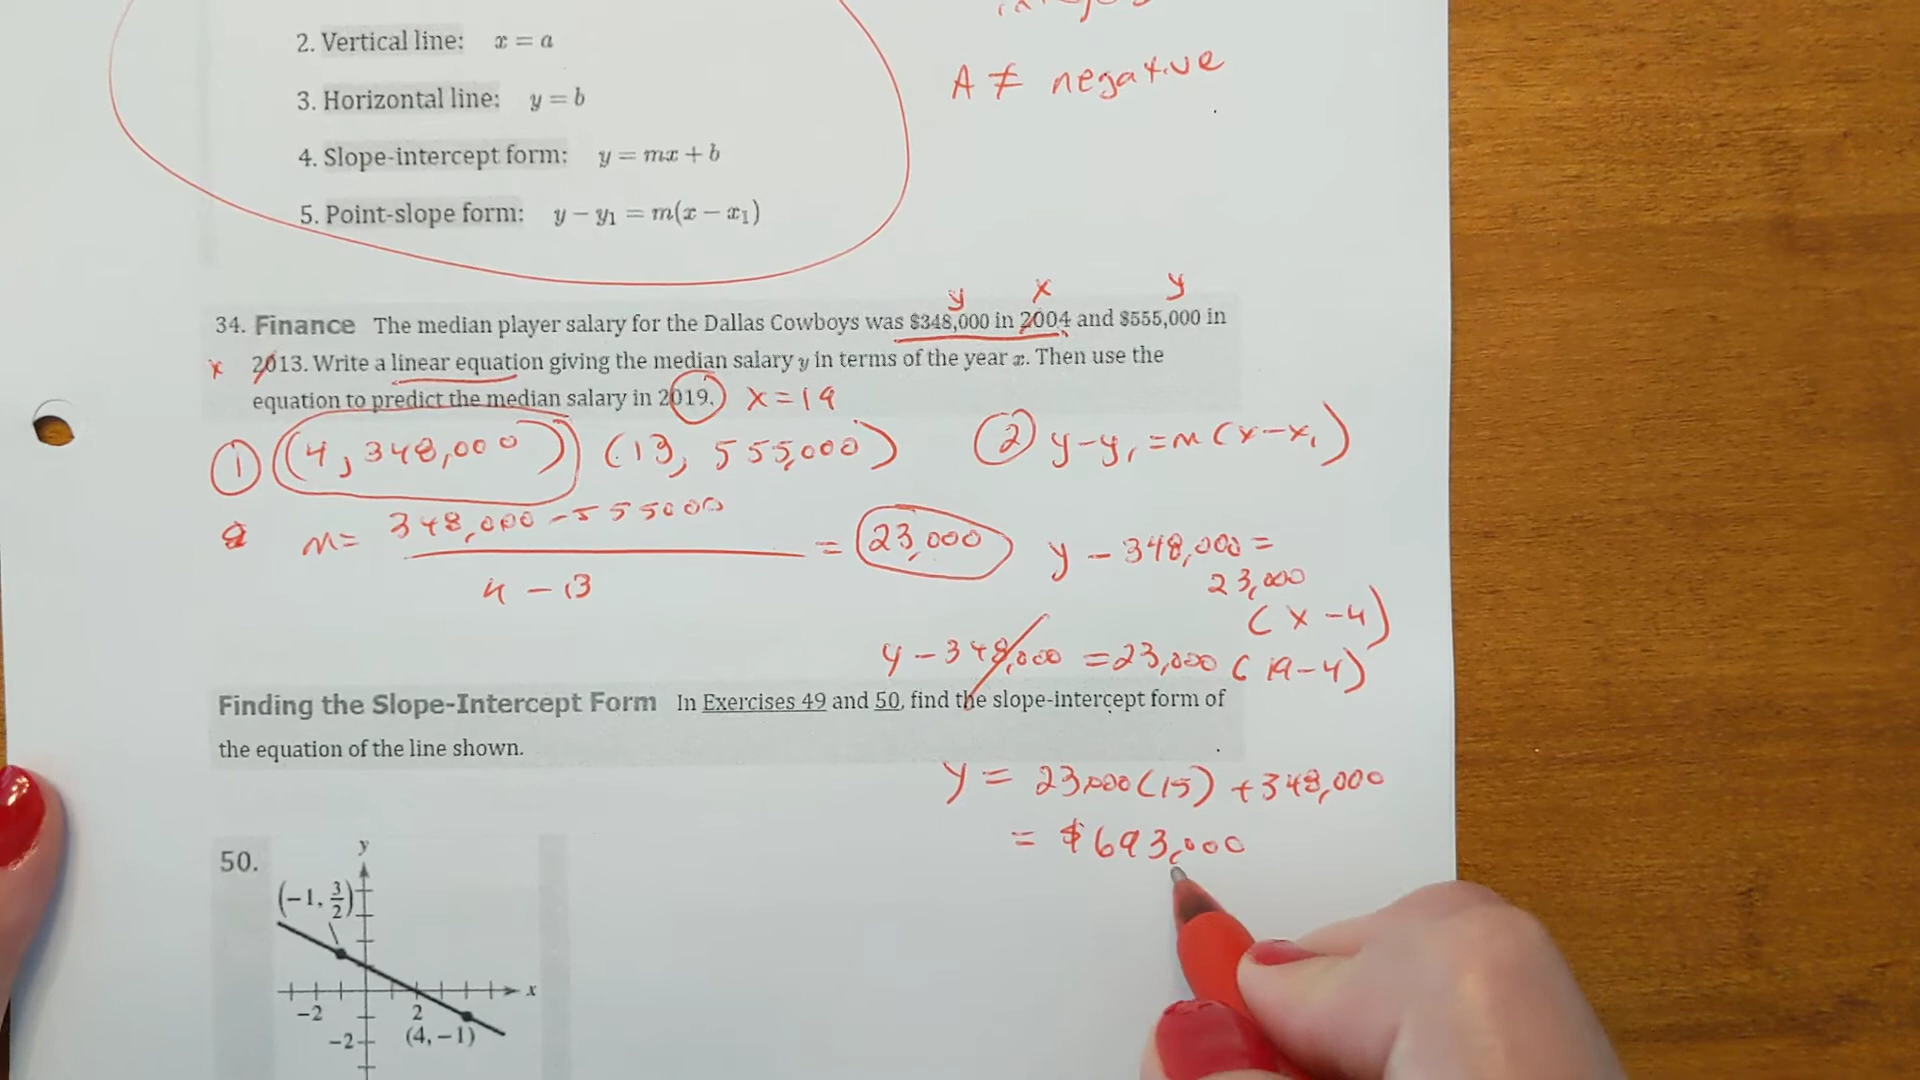 2. Vertical line: x = a
A ≠ negative
3. Horizontal line: y = b
4. Slope-intercept form: y = mx + b
5. Point-slope form: y − y₁ = m(x − x₁)
y x y
34. Finance The median player salary for the Dallas Cowboys was $348,000 in 2004 and $555,000 in
x 2013. Write a linear equation giving the median salary y in terms of the year x. Then use the
equation to predict the median salary in 2019. x = 19
① (4, 348,000) (13, 555,000) ② y − y₁ = m(x − x₁)
m = 348,000 − 555000 / 4 − 13 = 23,000
y − 348,000 =
23,000
(x − 4)
y − 348,000 = 23,000 (19 − 4)
Finding the Slope-Intercept Form In Exercises 49 and 50, find the slope-intercept form of
the equation of the line shown.
y = 23,000(15) + 348,000
= $693,000
50.
y
(−1, 3/2)
x
−2 2
−2 (4, −1)